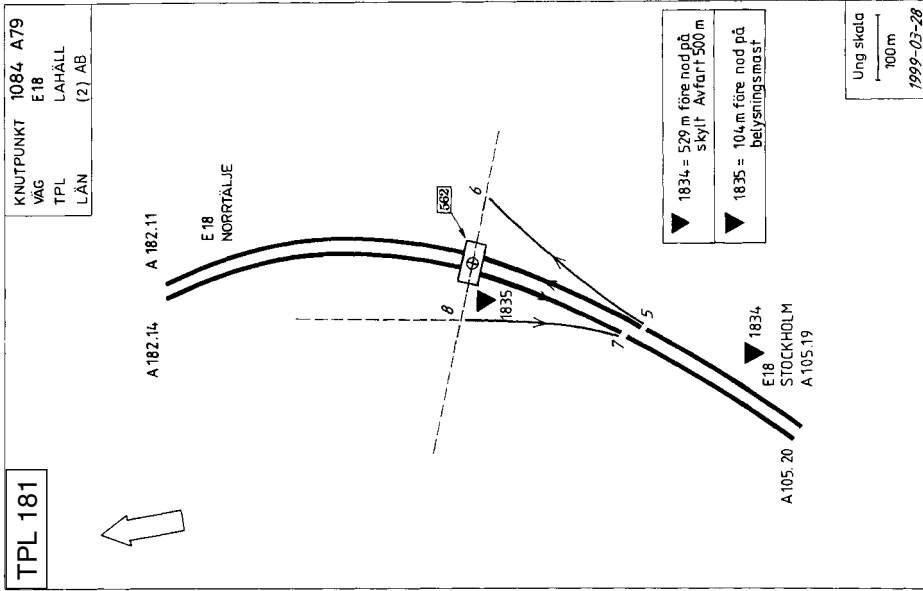 TPL 181
KNUTPUNKT 1084 A79
VÄG E18
TPL LAHÄLL
LÄN (2) AB
A 182.14
A 182.11
E 18
NORRTÄLJE
562
8
6
1835
7
5
1834
E18
STOCKHOLM
A 105.19
A105.20
1834 = 529 m före nod på
skylt Avfart 500 m
1835 = 104 m före nod på
belysningsmast
Ung skala
100 m
1999-03-28